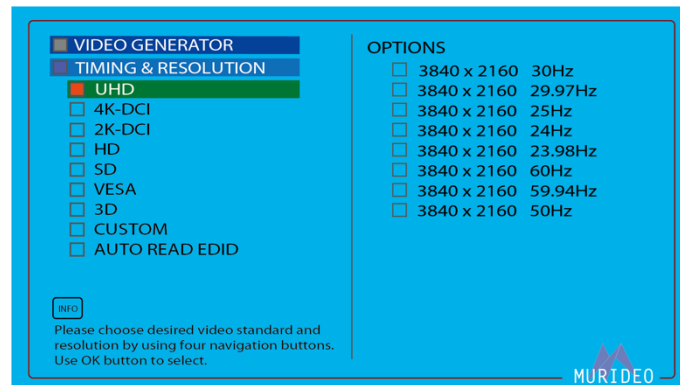 VIDEO GENERATOR
TIMING & RESOLUTION
UHD
4K-DCI
2K-DCI
HD
SD
VESA
3D
CUSTOM
AUTO READ EDID
INFO
Please choose desired video standard and
resolution by using four navigation buttons.
Use OK button to select.
OPTIONS
3840 x 2160 30Hz
3840 x 2160 29.97Hz
3840 x 2160 25Hz
3840 x 2160 24Hz
3840 x 2160 23.98Hz
3840 x 2160 60Hz
3840 x 2160 59.94Hz
3840 x 2160 50Hz
MURIDEO